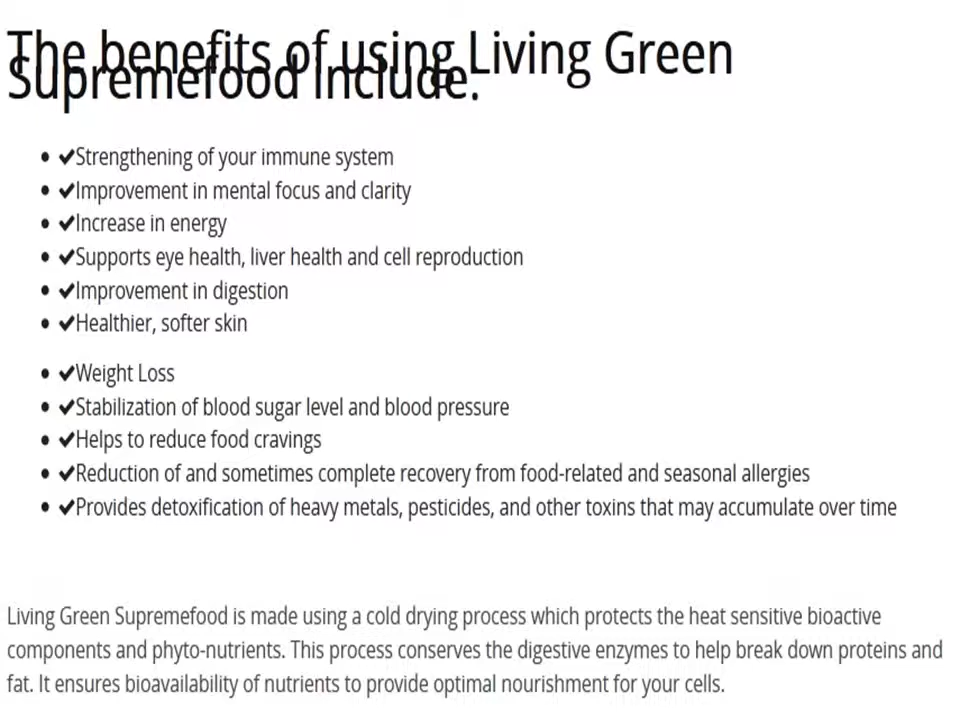 The benefits of using Living Green
Supremefood include:
✔Strengthening of your immune system
✔Improvement in mental focus and clarity
✔Increase in energy
✔Supports eye health, liver health and cell reproduction
✔Improvement in digestion
✔Healthier, softer skin
✔Weight Loss
✔Stabilization of blood sugar level and blood pressure
✔Helps to reduce food cravings
✔Reduction of and sometimes complete recovery from food-related and seasonal allergies
✔Provides detoxification of heavy metals, pesticides, and other toxins that may accumulate over time
Living Green Supremefood is made using a cold drying process which protects the heat sensitive bioactive
components and phyto-nutrients. This process conserves the digestive enzymes to help break down proteins and
fat. It ensures bioavailability of nutrients to provide optimal nourishment for your cells.